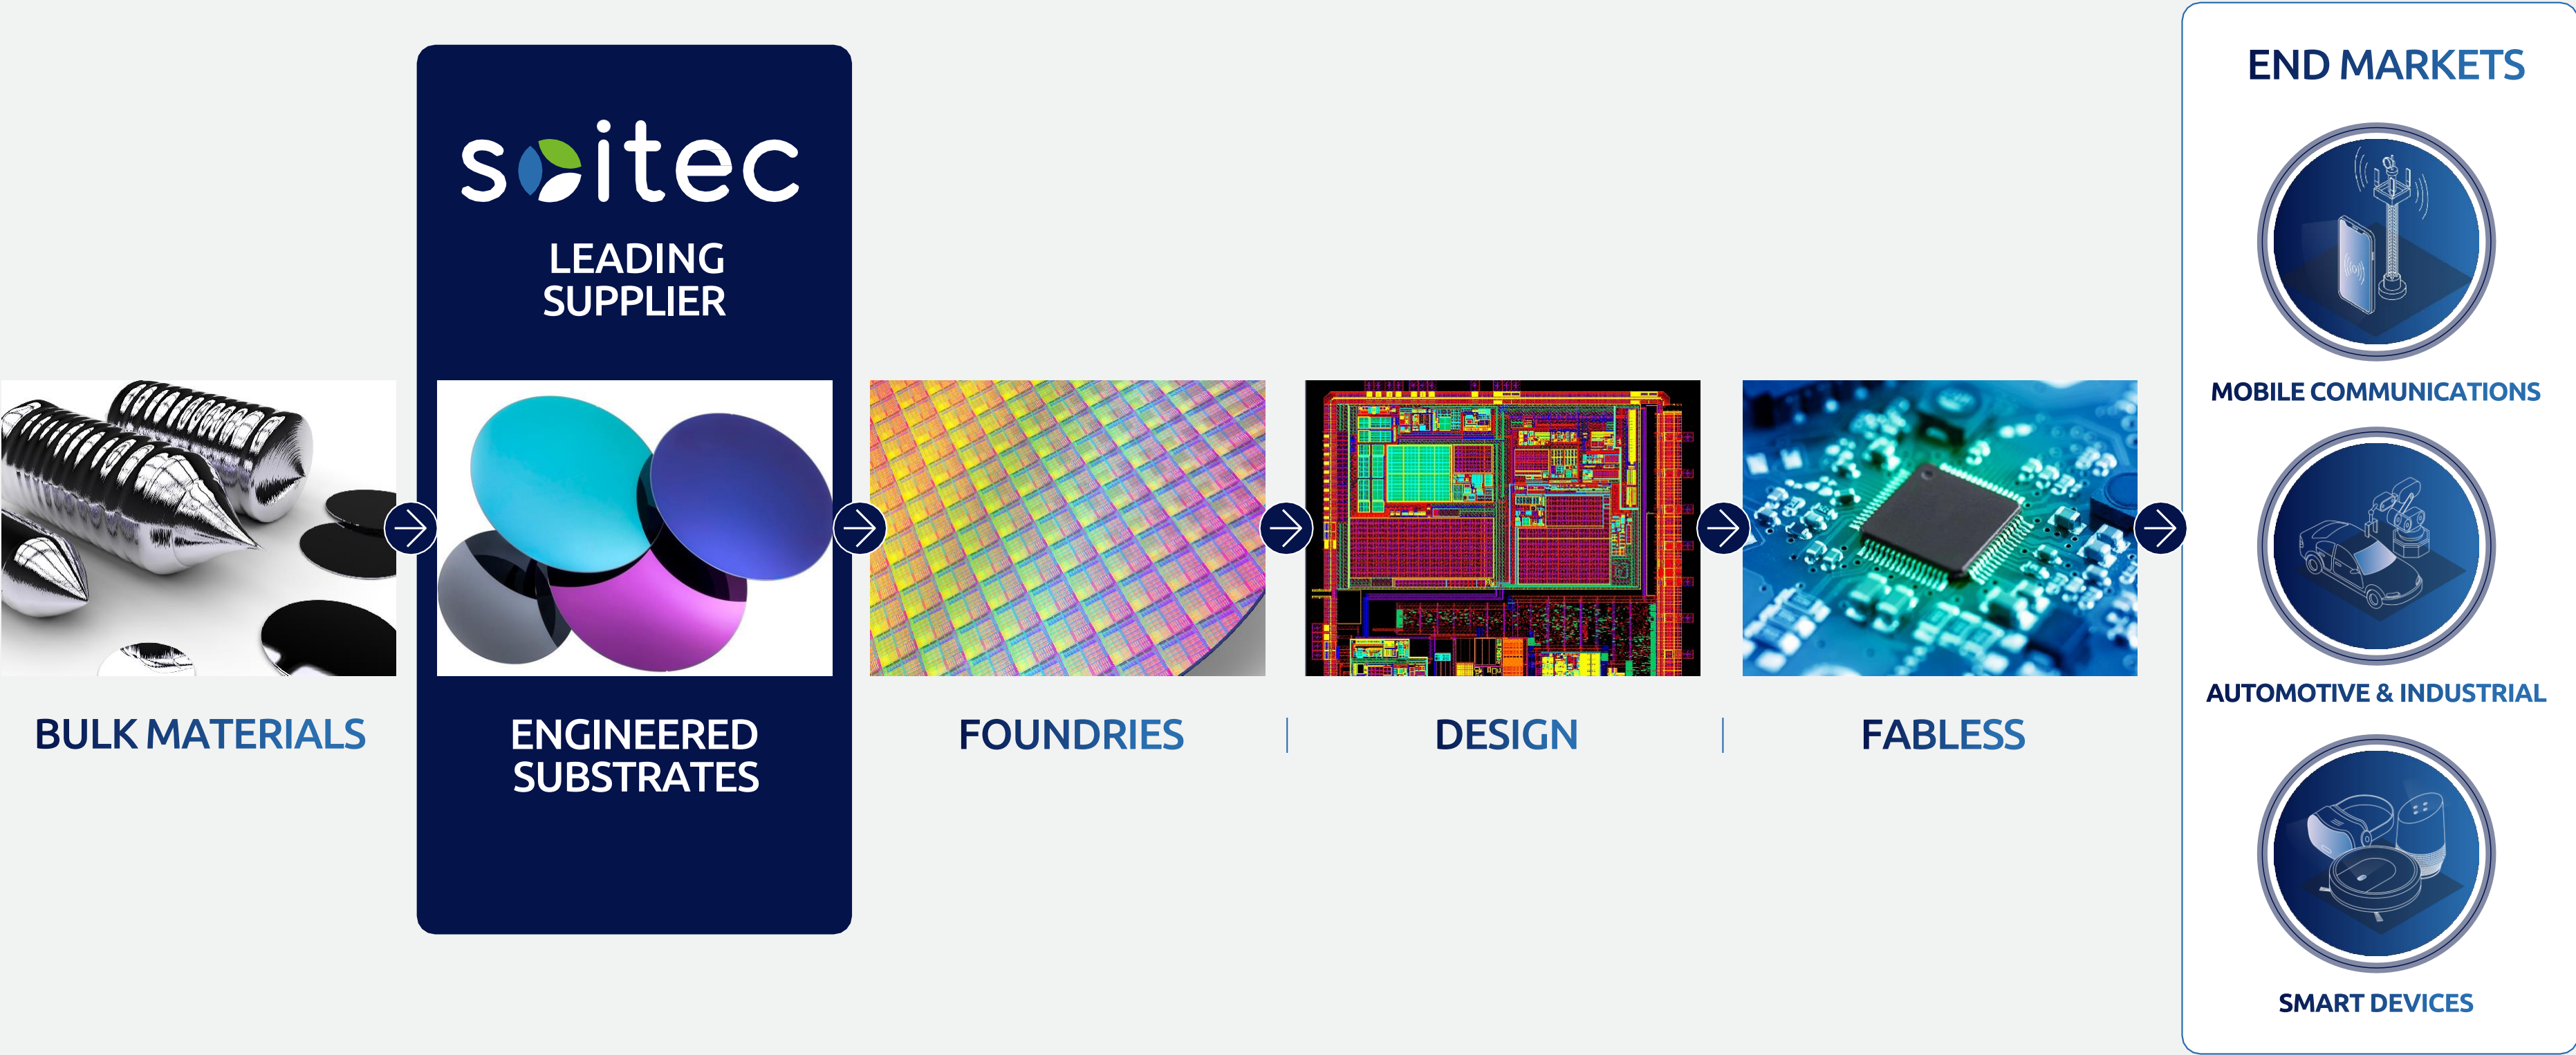 soitec
LEADING
SUPPLIER
BULK MATERIALS
ENGINEERED
SUBSTRATES
FOUNDRIES
DESIGN
FABLESS
END MARKETS
MOBILE COMMUNICATIONS
AUTOMOTIVE & INDUSTRIAL
SMART DEVICES